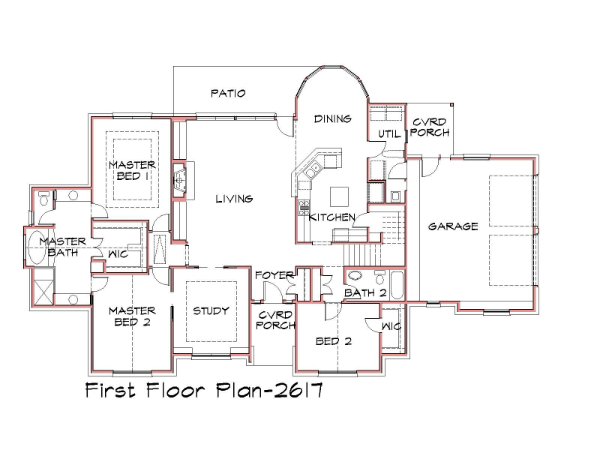 PATIO
DINING
UTIL
CVRD
PORCH
MASTER
BED 1
LIVING
KITCHEN
GARAGE
MASTER
BATH
WIC
FOYER
BATH 2
MASTER
BED 2
STUDY
CVRD
PORCH
BED 2
WIC
First Floor Plan-2617